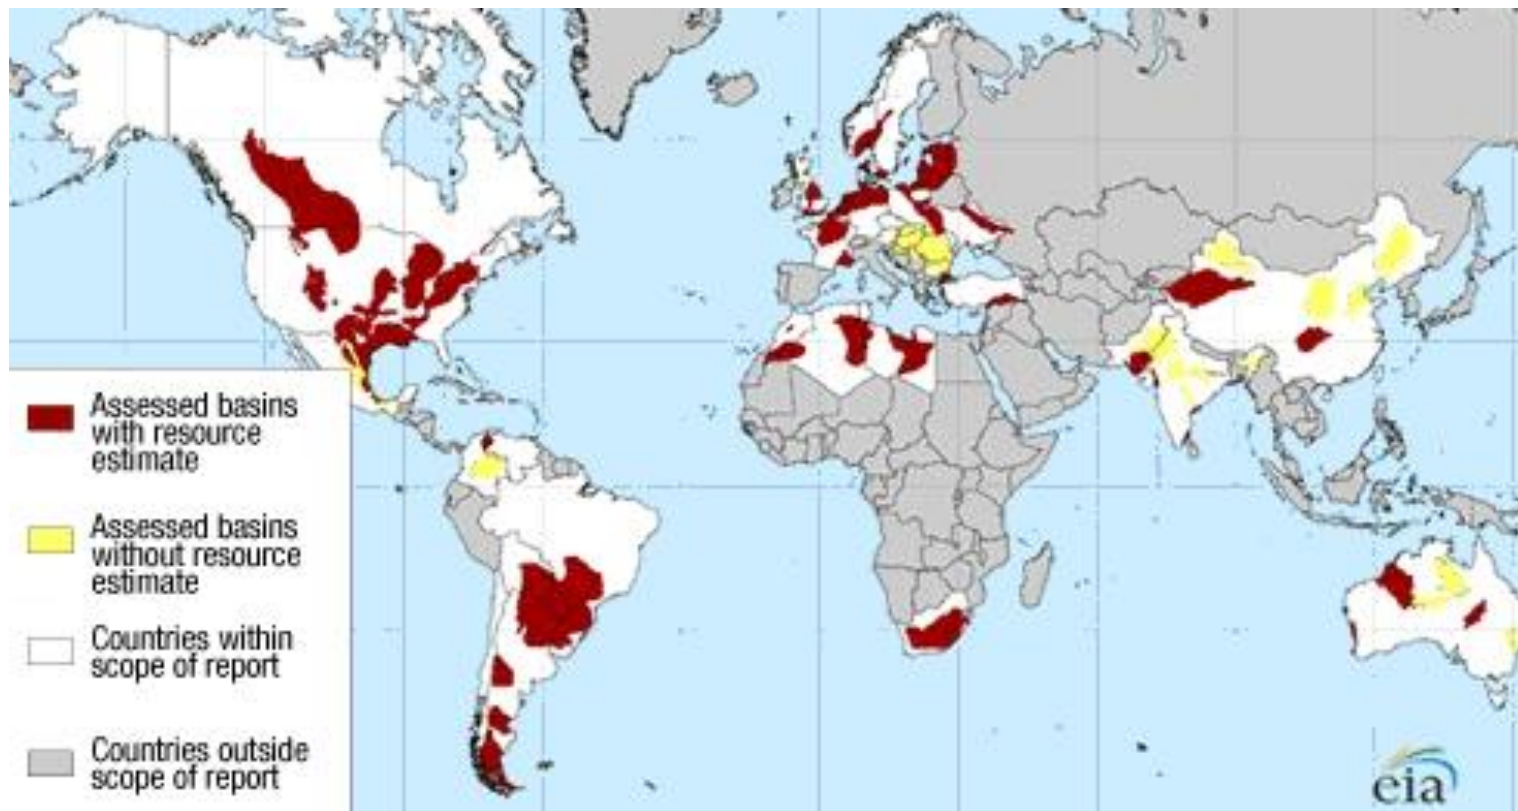 Assessed basins
with resource
estimate
Assessed basins
without resource
estimate
Countries within
scope of report
Countries outside
scope of report
eia